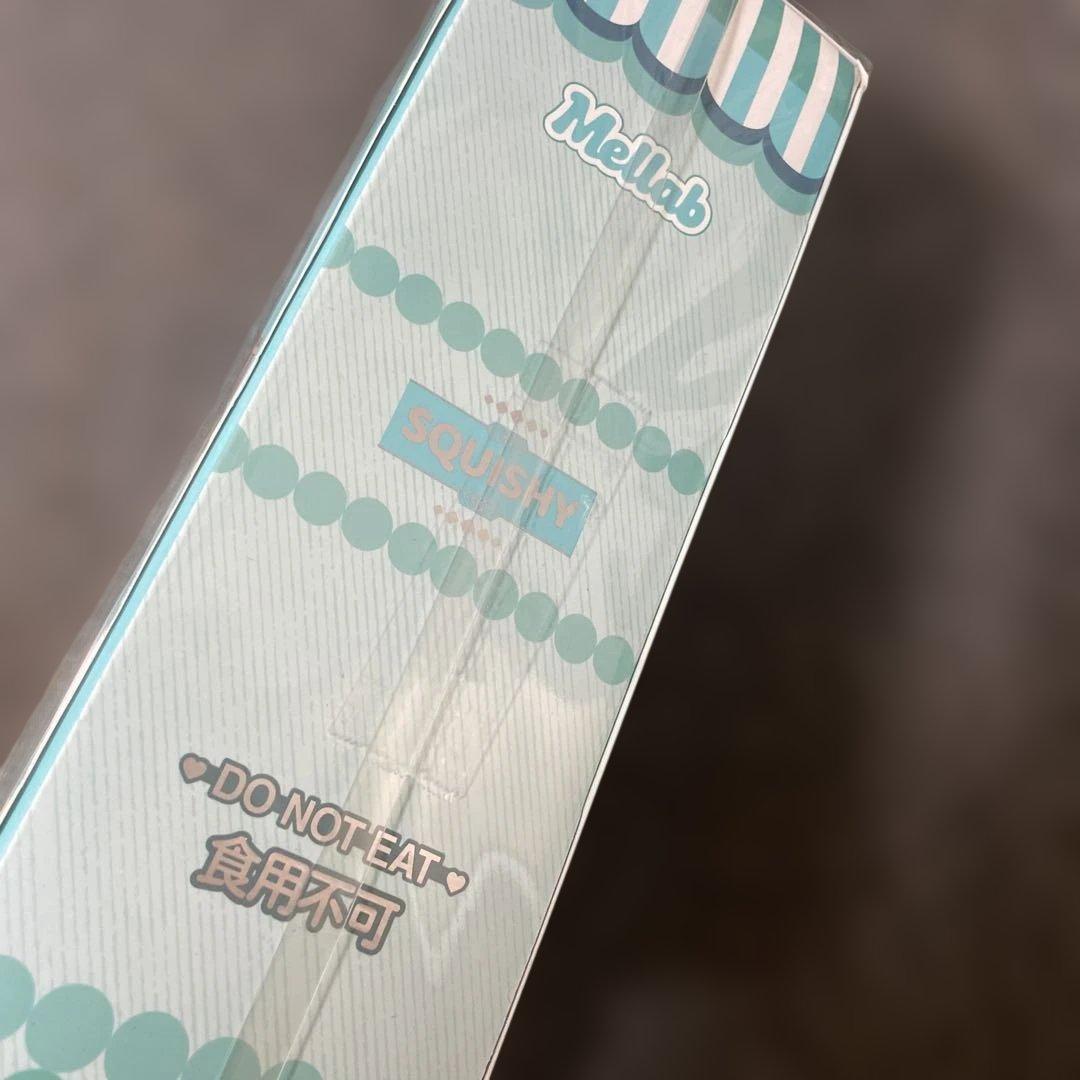 Mellab
SQUISHY
♥ DO NOT EAT ♥
食用不可